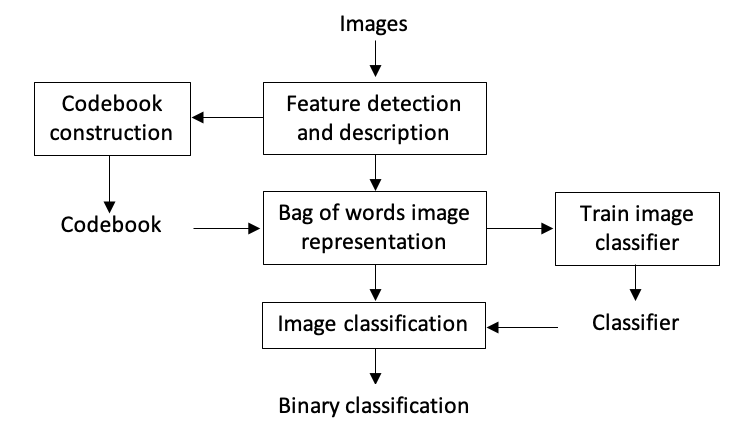 Images
Codebook
construction
Feature detection
and description
Codebook
Bag of words image
representation
Train image
classifier
Image classification
Classifier
Binary classification